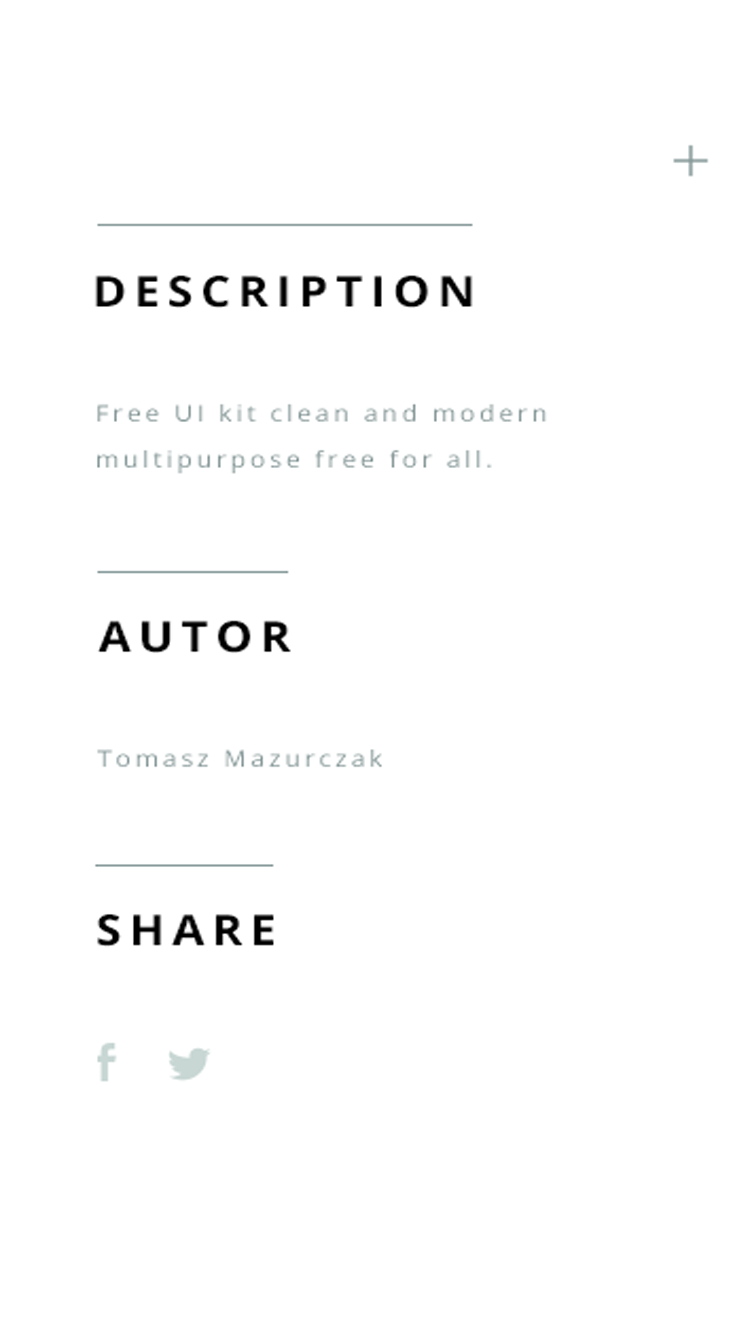 DESCRIPTION
Free UI kit clean and modern
multipurpose free for all.
AUTOR
Tomasz Mazurczak
SHARE